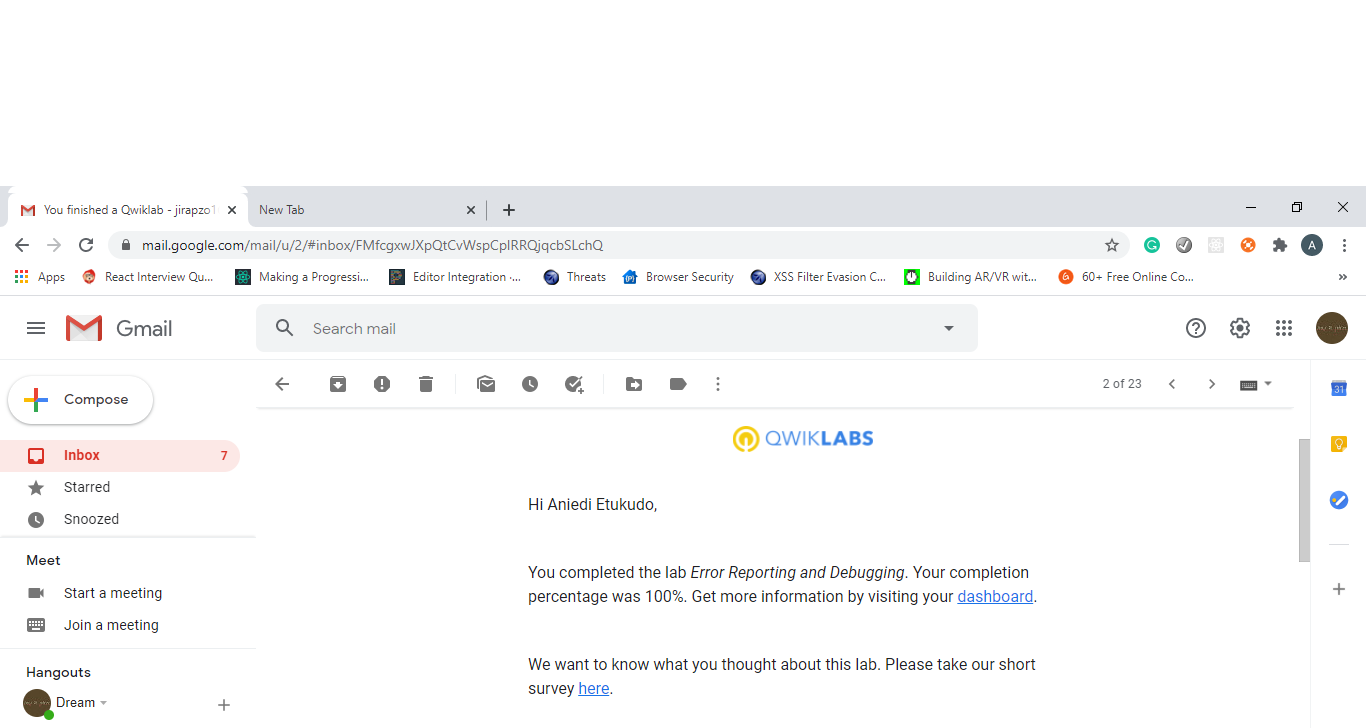 You finished a Qwiklab - jirapzo1
New Tab
mail.google.com/mail/u/2/#inbox/FMfcgxwJXpQtCvWspCplRRQjqcbSLchQ
A
Apps
React Interview Qu...
Making a Progressi...
Editor Integration ·...
Threats
Browser Security
XSS Filter Evasion C...
Building AR/VR wit...
60+ Free Online Co...
»
Gmail
Search mail
Compose
2 of 23
31
Inbox 7
Starred
Snoozed
Meet
Start a meeting
Join a meeting
Hangouts
Dream
QWIKLABS
Hi Aniedi Etukudo,
You completed the lab Error Reporting and Debugging. Your completion
percentage was 100%. Get more information by visiting your dashboard.
We want to know what you thought about this lab. Please take our short
survey here.